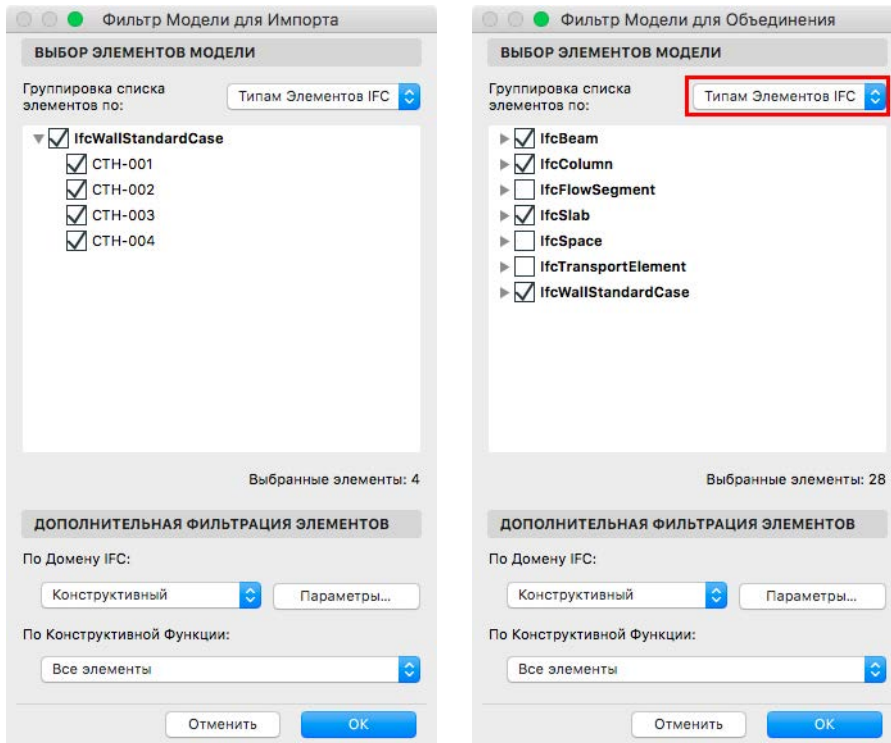 Фильтр Модели для Импорта
ВЫБОР ЭЛЕМЕНТОВ МОДЕЛИ
Группировка списка
элементов по:
Типам Элементов IFC
IfcWallStandardCase
СТН-001
СТН-002
СТН-003
СТН-004
Выбранные элементы: 4
ДОПОЛНИТЕЛЬНАЯ ФИЛЬТРАЦИЯ ЭЛЕМЕНТОВ
По Домену IFC:
Конструктивный
Параметры...
По Конструктивной Функции:
Все элементы
Отменить
ОК
Фильтр Модели для Объединения
ВЫБОР ЭЛЕМЕНТОВ МОДЕЛИ
Группировка списка
элементов по:
Типам Элементов IFC
IfcBeam
IfcColumn
IfcFlowSegment
IfcSlab
IfcSpace
IfcTransportElement
IfcWallStandardCase
Выбранные элементы: 28
ДОПОЛНИТЕЛЬНАЯ ФИЛЬТРАЦИЯ ЭЛЕМЕНТОВ
По Домену IFC:
Конструктивный
Параметры...
По Конструктивной Функции:
Все элементы
Отменить
ОК